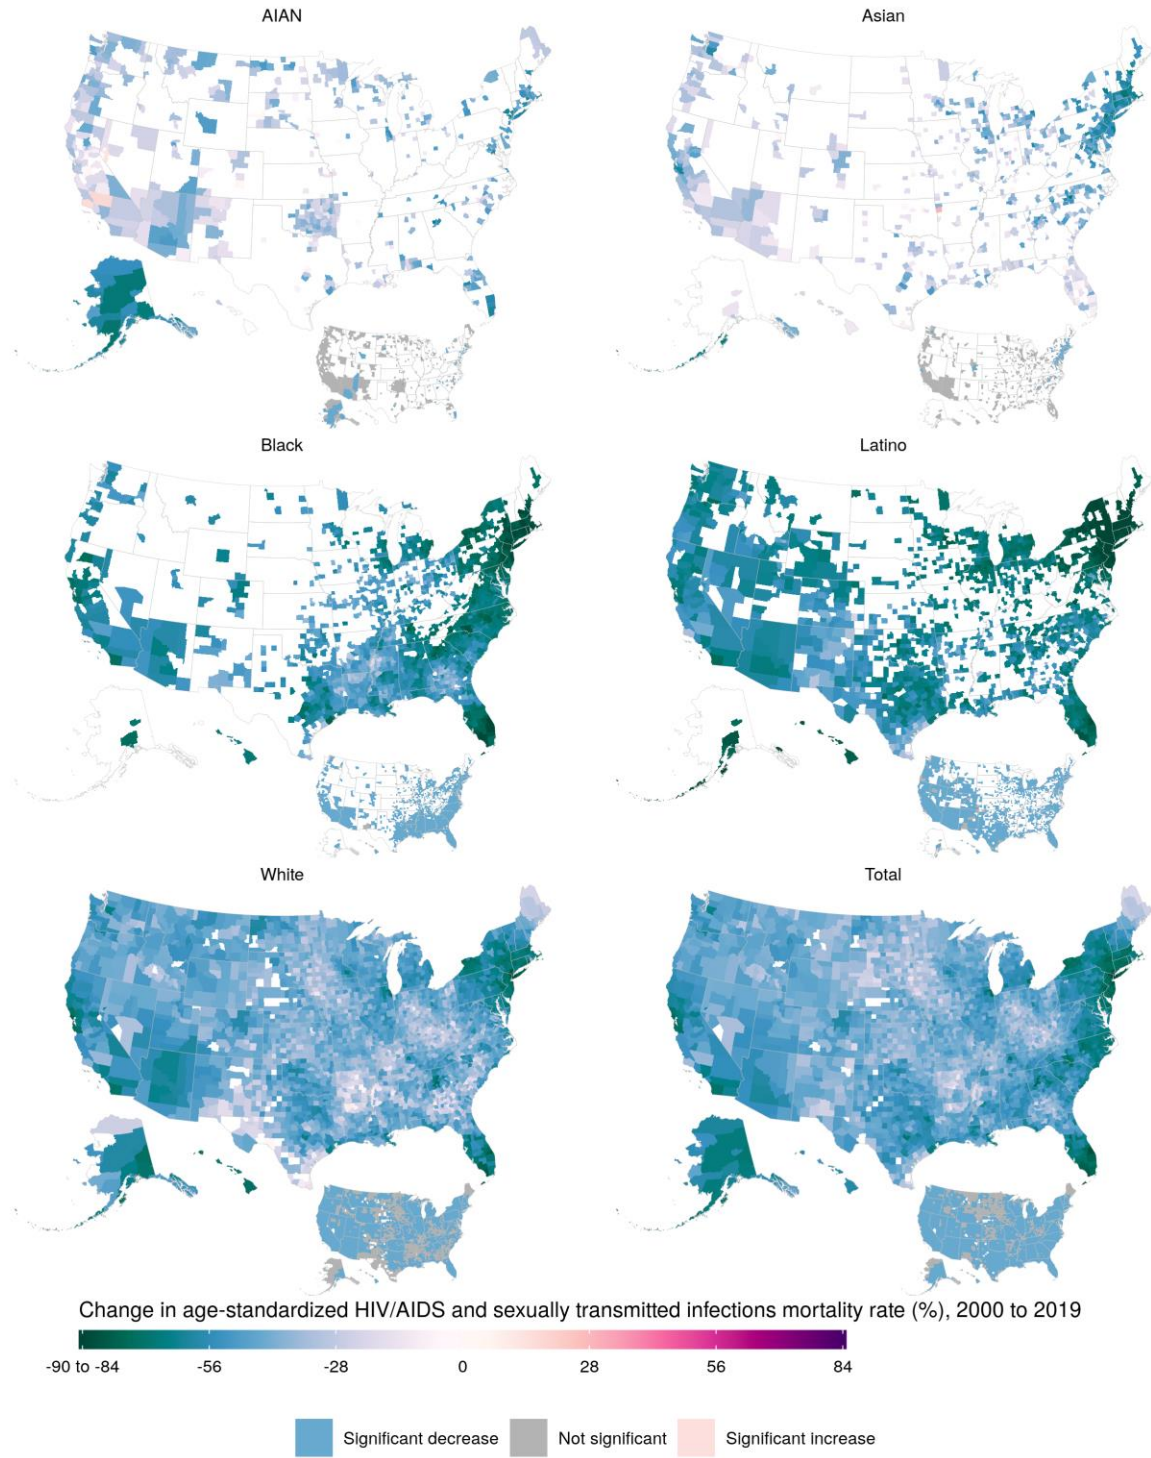 AIAN
Asian
Black
Latino
White
Total
Change in age-standardized HIV/AIDS and sexually transmitted infections mortality rate (%), 2000 to 2019
-90 to -84 -56 -28 0 28 56 84
Significant decrease Not significant Significant increase